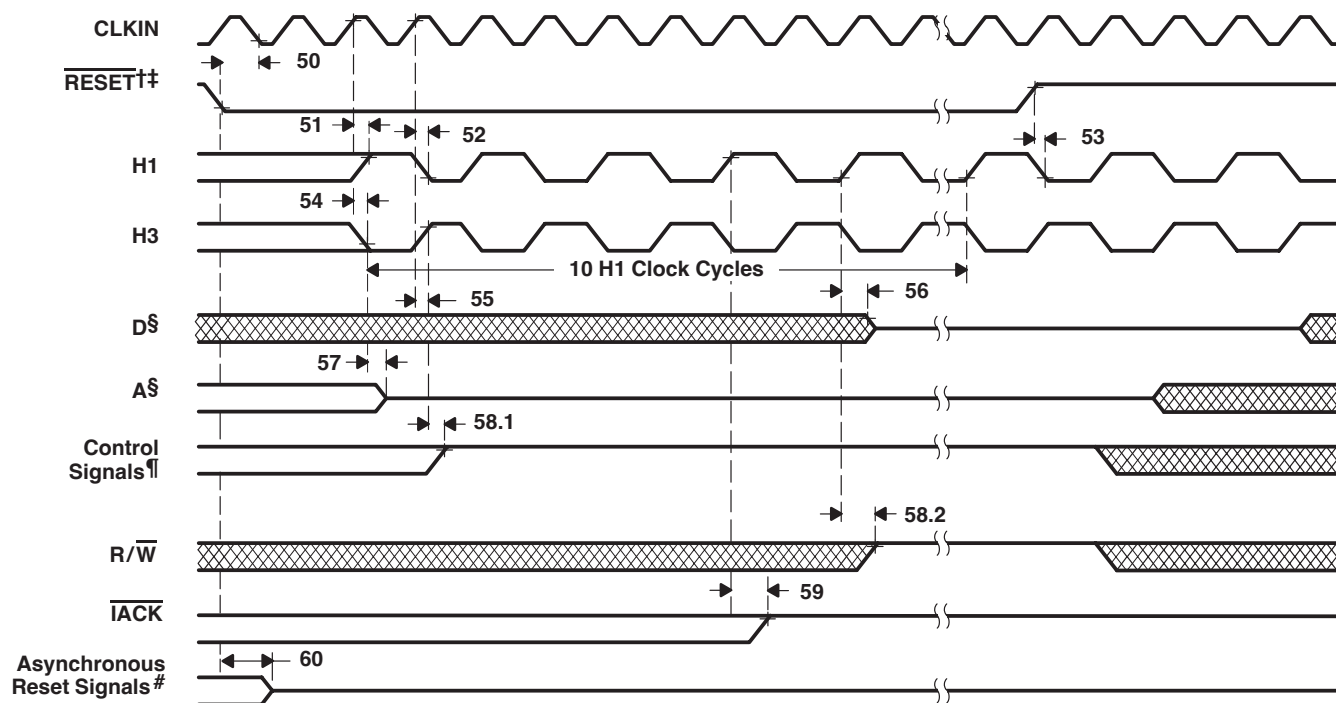 CLKIN
50
RESET†‡
51
52
53
H1
54
H3
10 H1 Clock Cycles
55
56
D§
57
A§
58.1
Control
Signals¶
58.2
R/W
59
IACK
60
Asynchronous
Reset Signals#